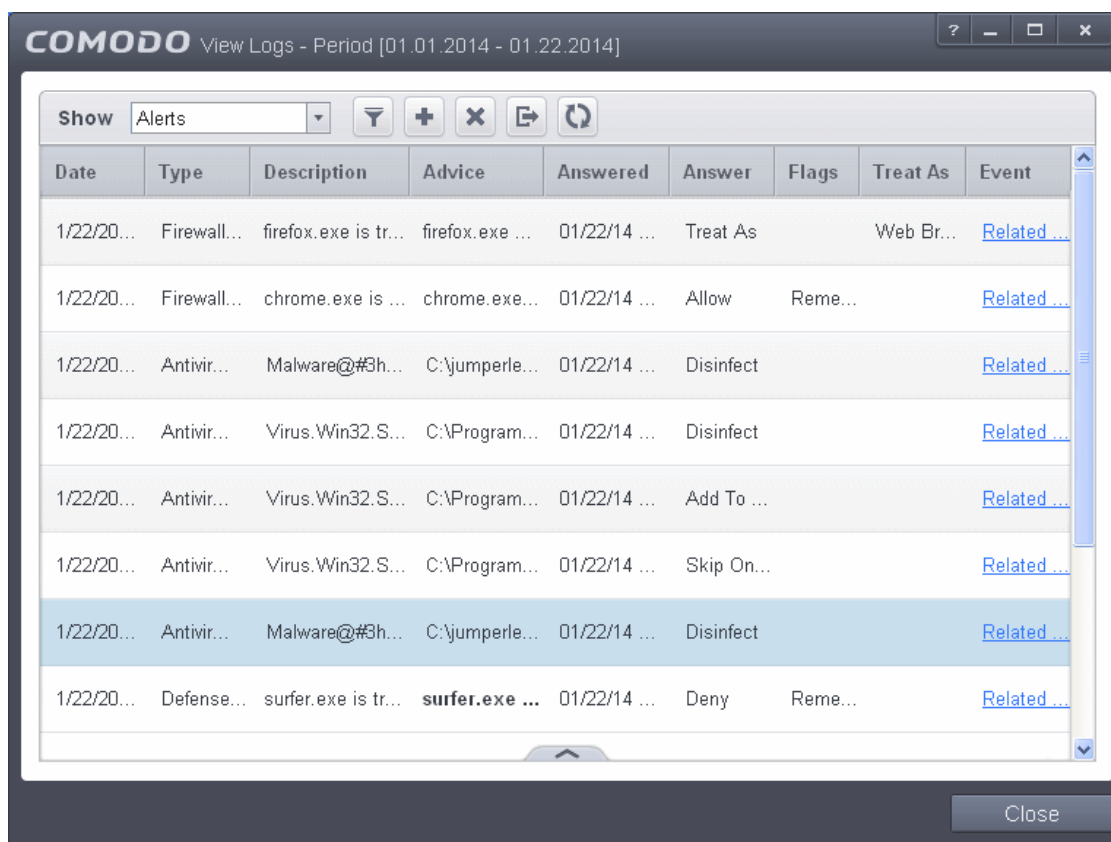 COMODO View Logs - Period [01.01.2014 - 01.22.2014] ?
Show Alerts
Date Type Description Advice Answered Answer Flags Treat As Event
1/22/20... Firewall... firefox.exe is tr... firefox.exe ... 01/22/14 ... Treat As Web Br... Related ...
1/22/20... Firewall... chrome.exe is ... chrome.exe... 01/22/14 ... Allow Reme... Related ...
1/22/20... Antivir... Malware@#3h... C:\jumperle... 01/22/14 ... Disinfect Related ...
1/22/20... Antivir... Virus.Win32.S... C:\Program... 01/22/14 ... Disinfect Related ...
1/22/20... Antivir... Virus.Win32.S... C:\Program... 01/22/14 ... Add To ... Related ...
1/22/20... Antivir... Virus.Win32.S... C:\Program... 01/22/14 ... Skip On... Related ...
1/22/20... Antivir... Malware@#3h... C:\jumperle... 01/22/14 ... Disinfect Related ...
1/22/20... Defense... surfer.exe is tr... surfer.exe ... 01/22/14 ... Deny Reme... Related ...
Close